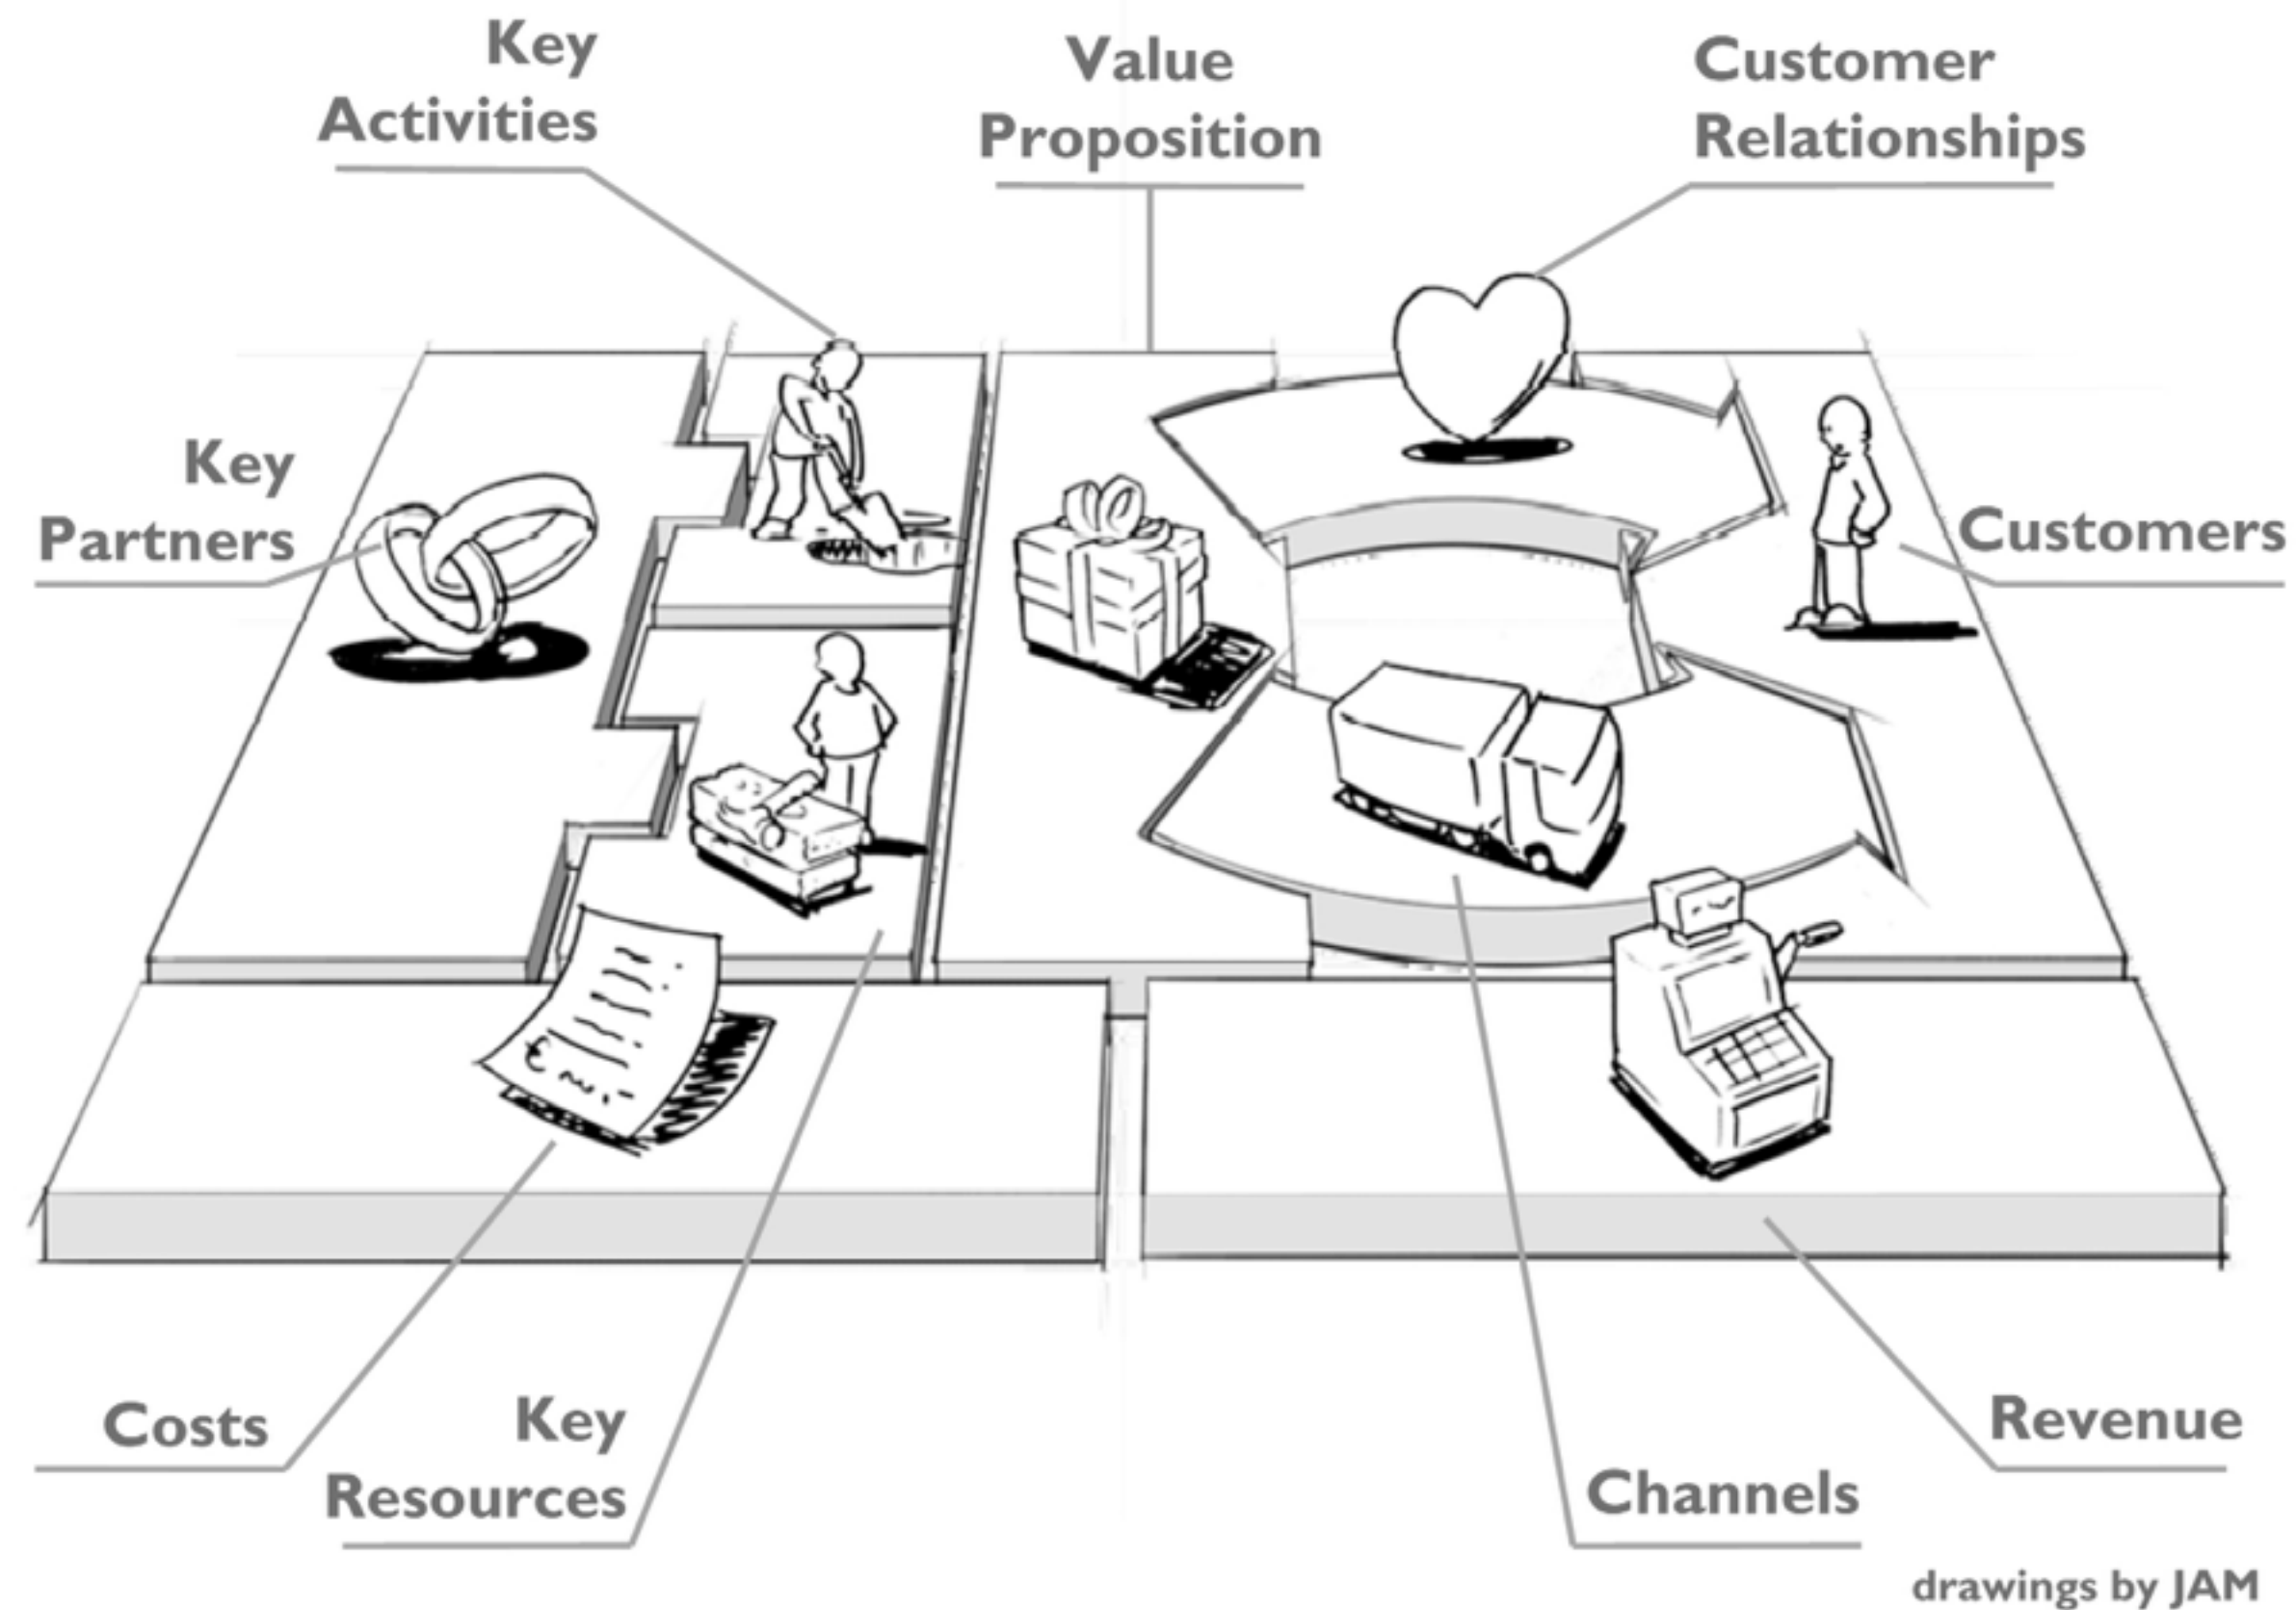 Key
Activities
Value
Proposition
Customer
Relationships
Key
Partners
Customers
€
Costs
Key
Resources
Revenue
Channels
drawings by JAM